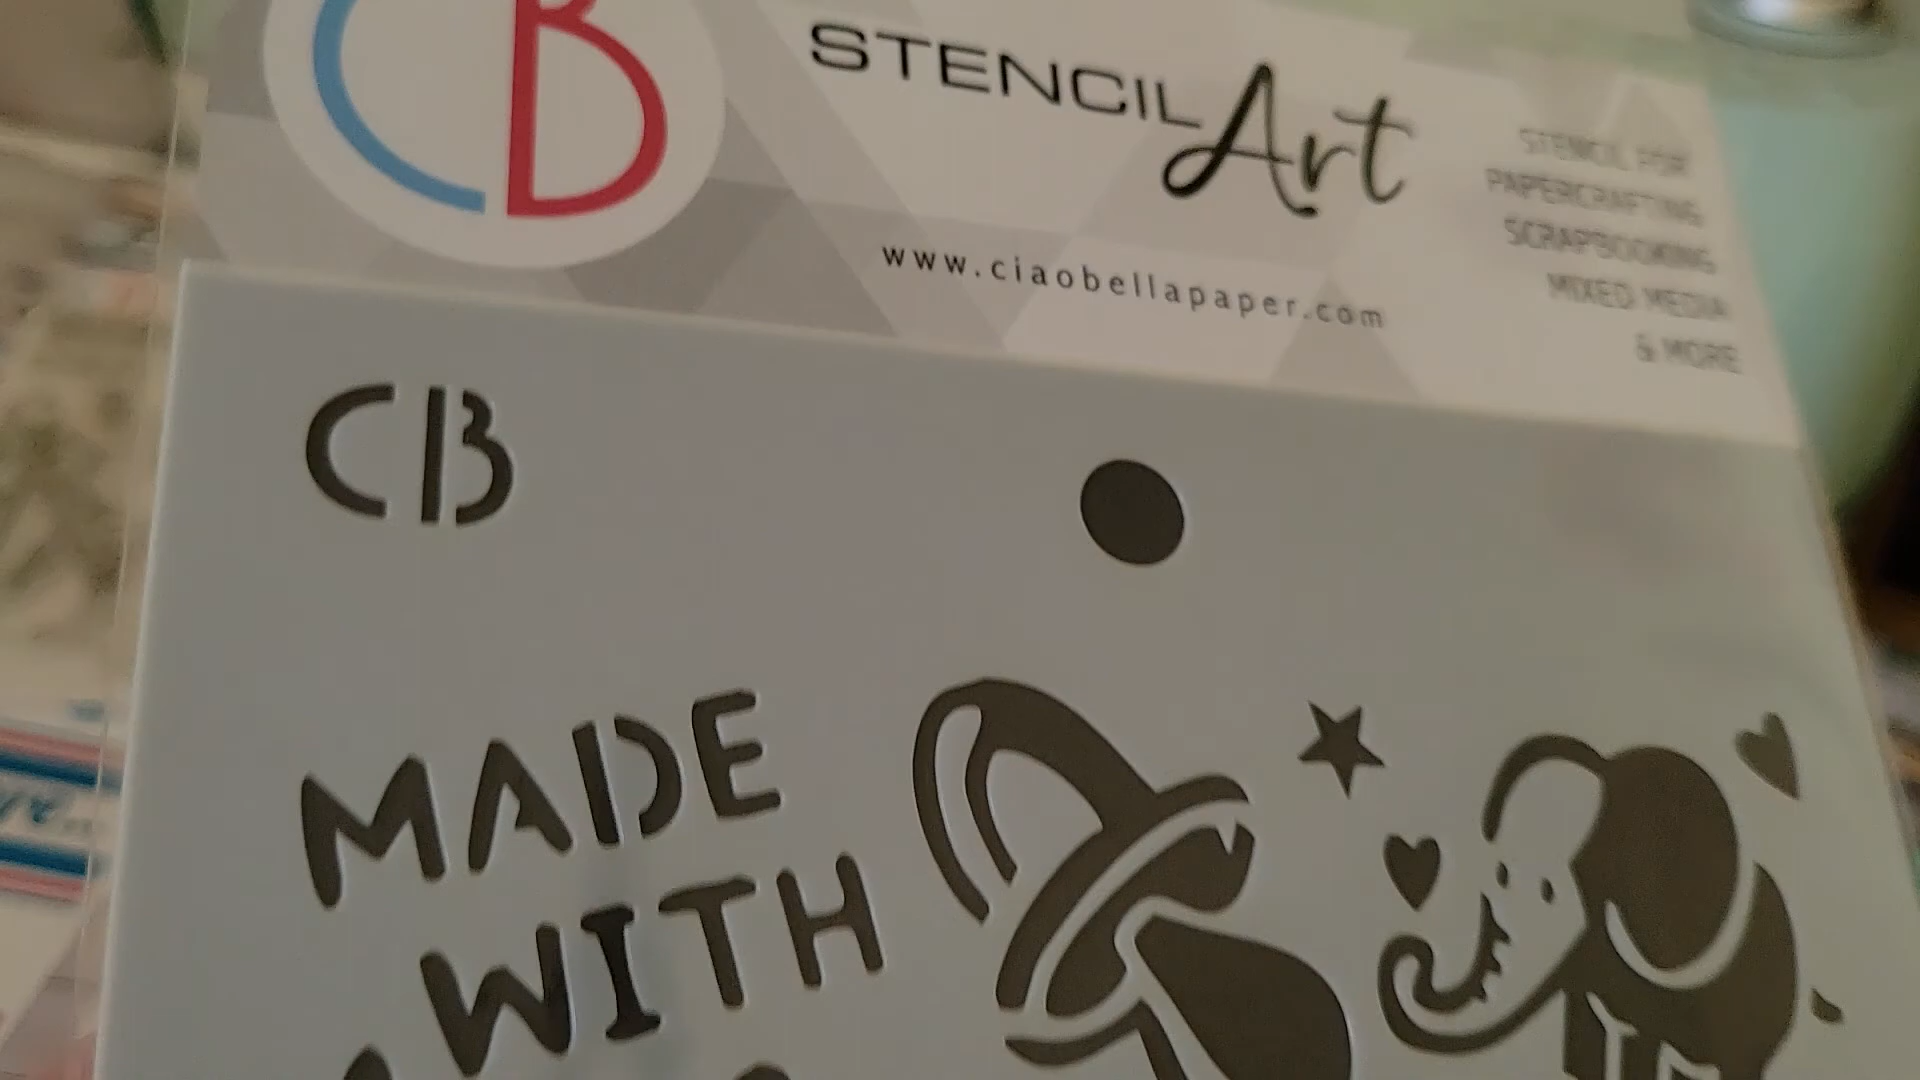 CB
STENCIL Art
STENCIL FOR
PAPERCRAFTING
SCRAPBOOKING
MIXED MEDIA
& MORE
www.ciaobellapaper.com
CB
MADE
WITH